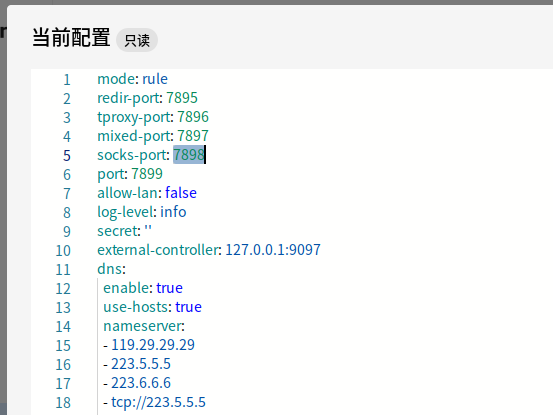 当前配置 只读
1 mode: rule
2 redir-port: 7895
3 tproxy-port: 7896
4 mixed-port: 7897
5 socks-port: 7898
6 port: 7899
7 allow-lan: false
8 log-level: info
9 secret: ''
10 external-controller: 127.0.0.1:9097
11 dns:
12 enable: true
13 use-hosts: true
14 nameserver:
15 - 119.29.29.29
16 - 223.5.5.5
17 - 223.6.6.6
18 - tcp://223.5.5.5